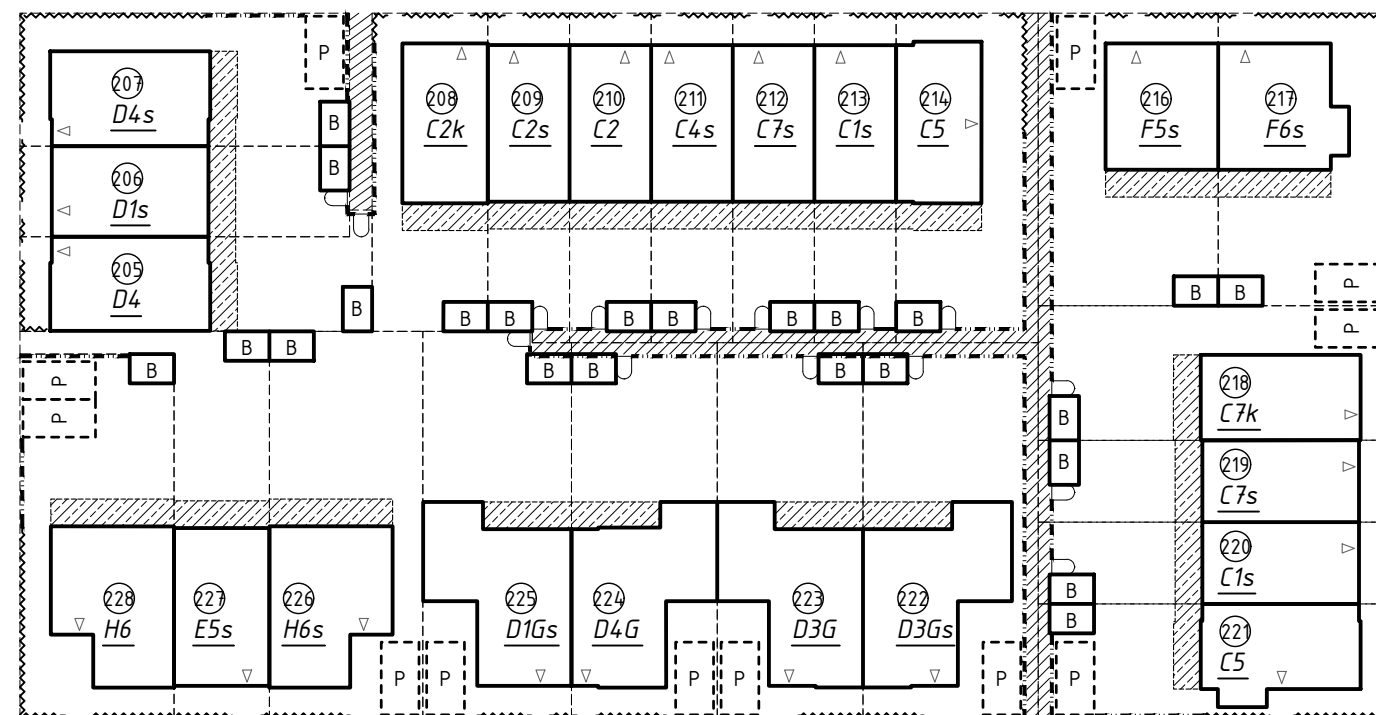 P
P
207
D4s
208
C2k
209
C2s
210
C2
211
C4s
212
C7s
213
C1s
214
C5
216
F5s
217
F6s
B
B
206
D1s
205
D4
B
B
B
B
B
B
B
B
B
B
B
P
P
B
B
B
B
B
B
B
P
P
218
C7k
B
B
219
C7s
220
C1s
B
B
228
H6
227
E5s
226
H6s
225
D1Gs
224
D4G
223
D3G
222
D3Gs
221
C5
P
P
P
P
P
P